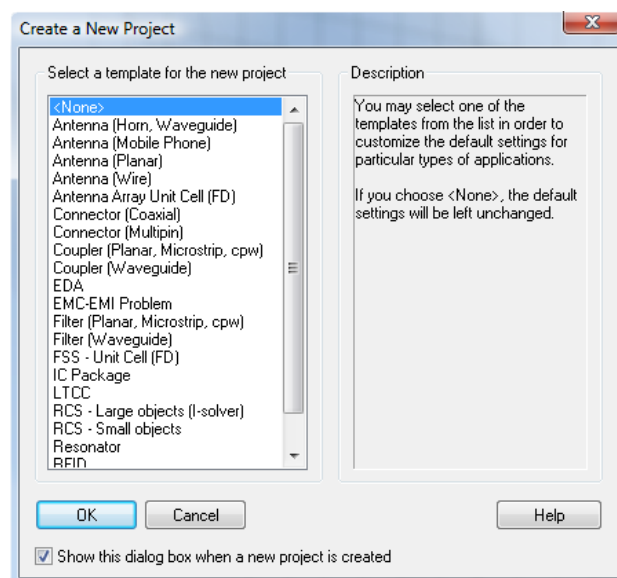 Create a New Project
Select a template for the new project
<None>
Antenna (Horn, Waveguide)
Antenna (Mobile Phone)
Antenna (Planar)
Antenna (Wire)
Antenna Array Unit Cell (FD)
Connector (Coaxial)
Connector (Multipin)
Coupler (Planar, Microstrip, cpw)
Coupler (Waveguide)
EDA
EMC-EMI Problem
Filter (Planar, Microstrip, cpw)
Filter (Waveguide)
FSS - Unit Cell (FD)
IC Package
LTCC
RCS - Large objects (I-solver)
RCS - Small objects
Resonator
RFID
Description
You may select one of the
templates from the list in order to
customize the default settings for
particular types of applications.
If you choose <None>, the default
settings will be left unchanged.
OK
Cancel
Help
Show this dialog box when a new project is created